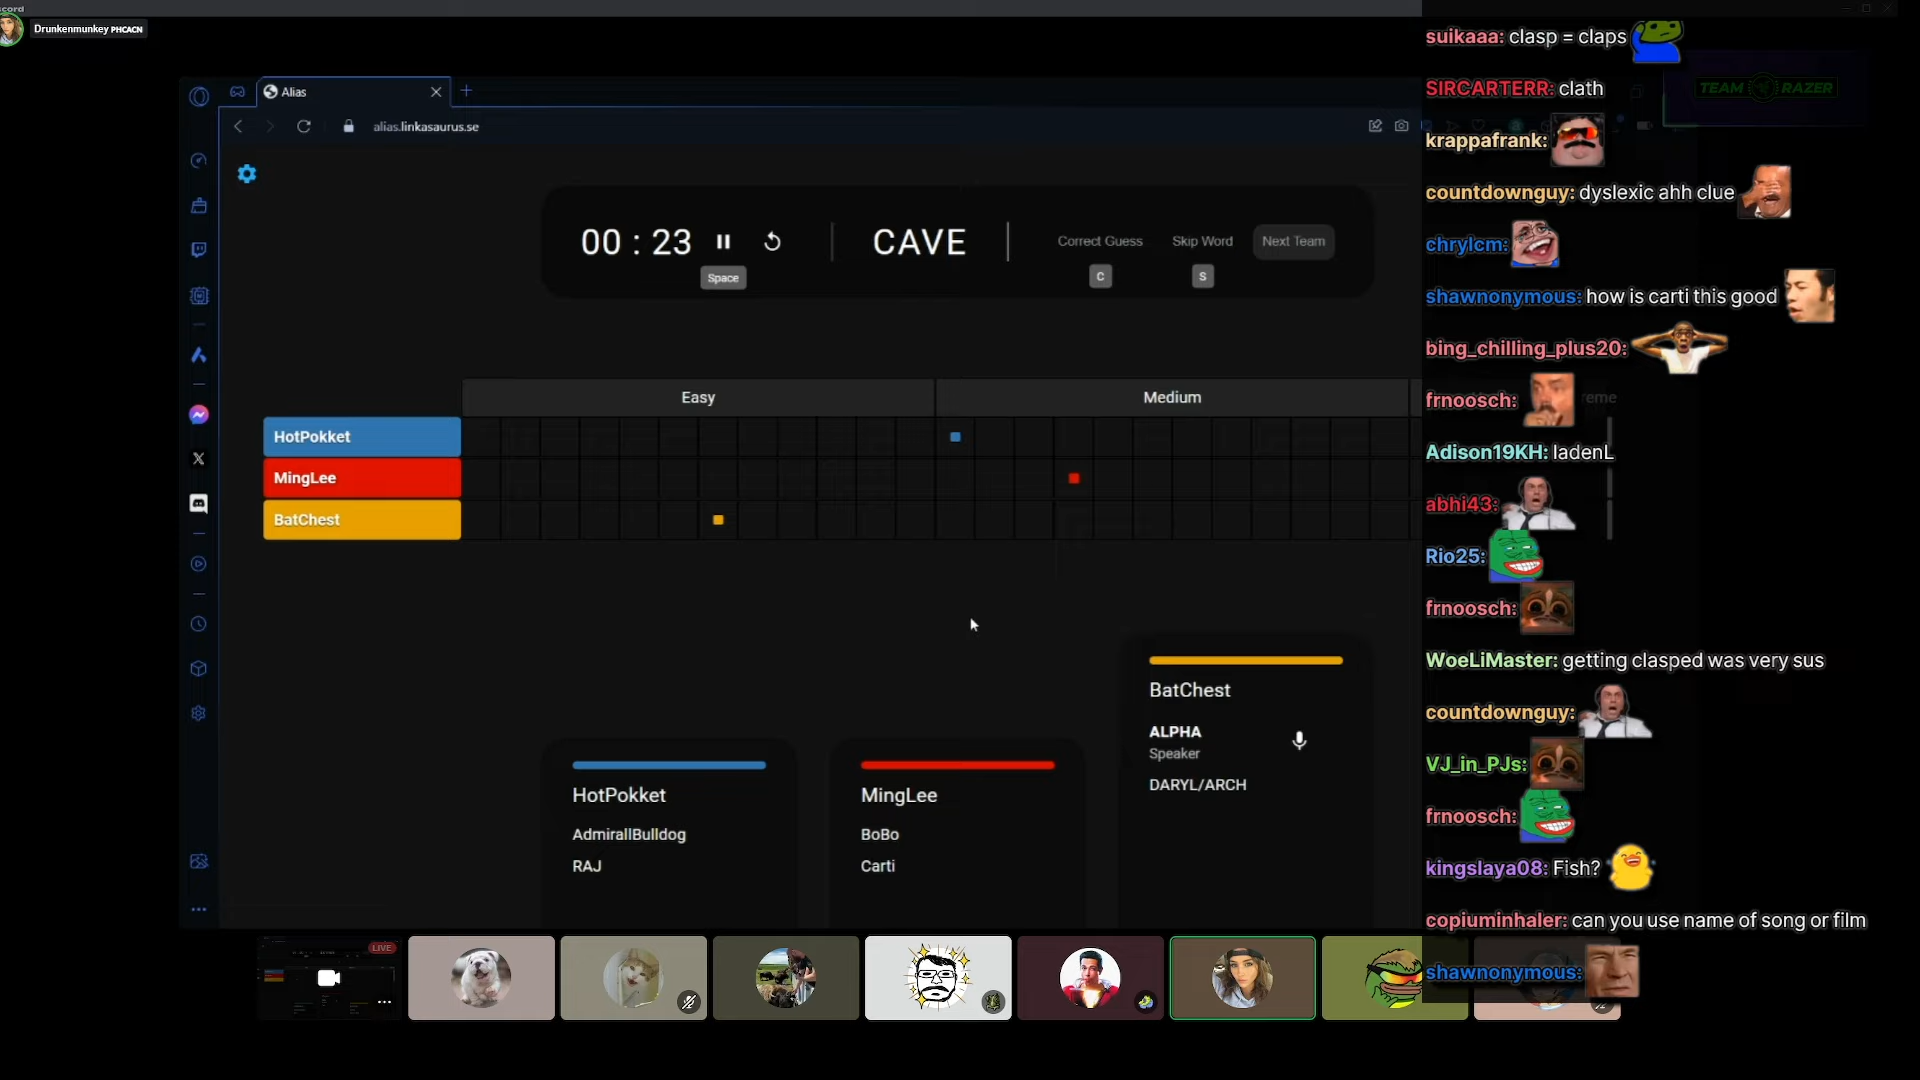 Drunkenmunkey PHCACN
Alias
alias.linkasaurus.se
00 : 23
Space
CAVE
Correct Guess
C
Skip Word
S
Next Team
Easy
Medium
HotPokket
MingLee
BatChest
HotPokket
AdmirallBulldog
RAJ
MingLee
BoBo
Carti
BatChest
ALPHA
Speaker
DARYL/ARCH
LIVE
TEAM RAZER
suikaaa: clasp = claps
SIRCARTERR: clath
krappafrank:
countdownguy: dyslexic ahh clue
chrylcm:
shawnonymous: how is carti this good
bing_chilling_plus20:
frnoosch:
reme
Adison19KH: ladenL
abhi43:
Rio25:
frnoosch:
WoeLiMaster: getting clasped was very sus
countdownguy:
VJ_in_PJs:
frnoosch:
kingslaya08: Fish?
copiuminhaler: can you use name of song or film
shawnonymous: